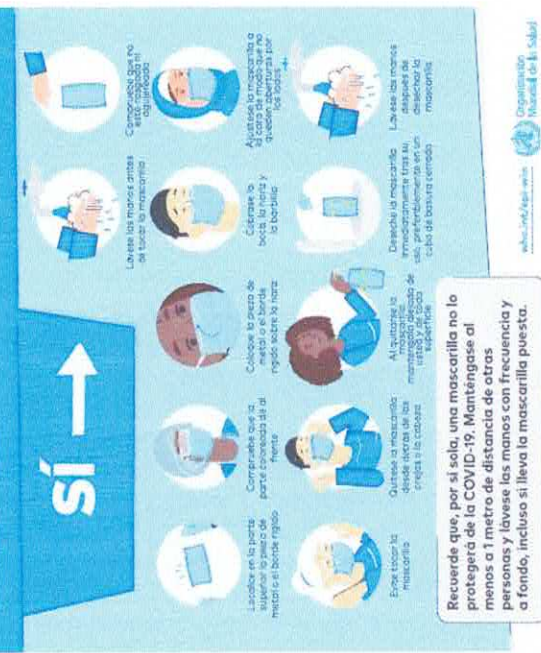 SÍ
Lávese las manos antes
de tocar la mascarilla
Compruebe que no
está rasgada ni
agujereada
Localice en la parte
superior la pieza de
metal o el borde rígido
Compruebe que la
parte coloreada da al
frente
Coloque la pieza de
metal o el borde
rígido sobre la nariz
Cúbrase la
boca, la nariz y
la barbilla
Ajústese la mascarilla a
la cara de modo que no
queden aberturas por
los lados
Evite tocar la
mascarilla
Quítese la mascarilla
desde detrás de las
orejas o la cabeza
Al quitarse la
mascarilla,
manténgala alejada de
usted y de toda
superficie
Deseche la mascarilla
inmediatamente tras su
uso, preferiblemente en un
cubo de basura cerrado
Lávese las manos
después de
desechar la
mascarilla
Recuerde que, por sí sola, una mascarilla no lo
protegerá de la COVID-19. Manténgase al
menos a 1 metro de distancia de otras
personas y lávese las manos con frecuencia y
a fondo, incluso si lleva la mascarilla puesta.
who.int/epi-win
Organización
Mundial de la Salud